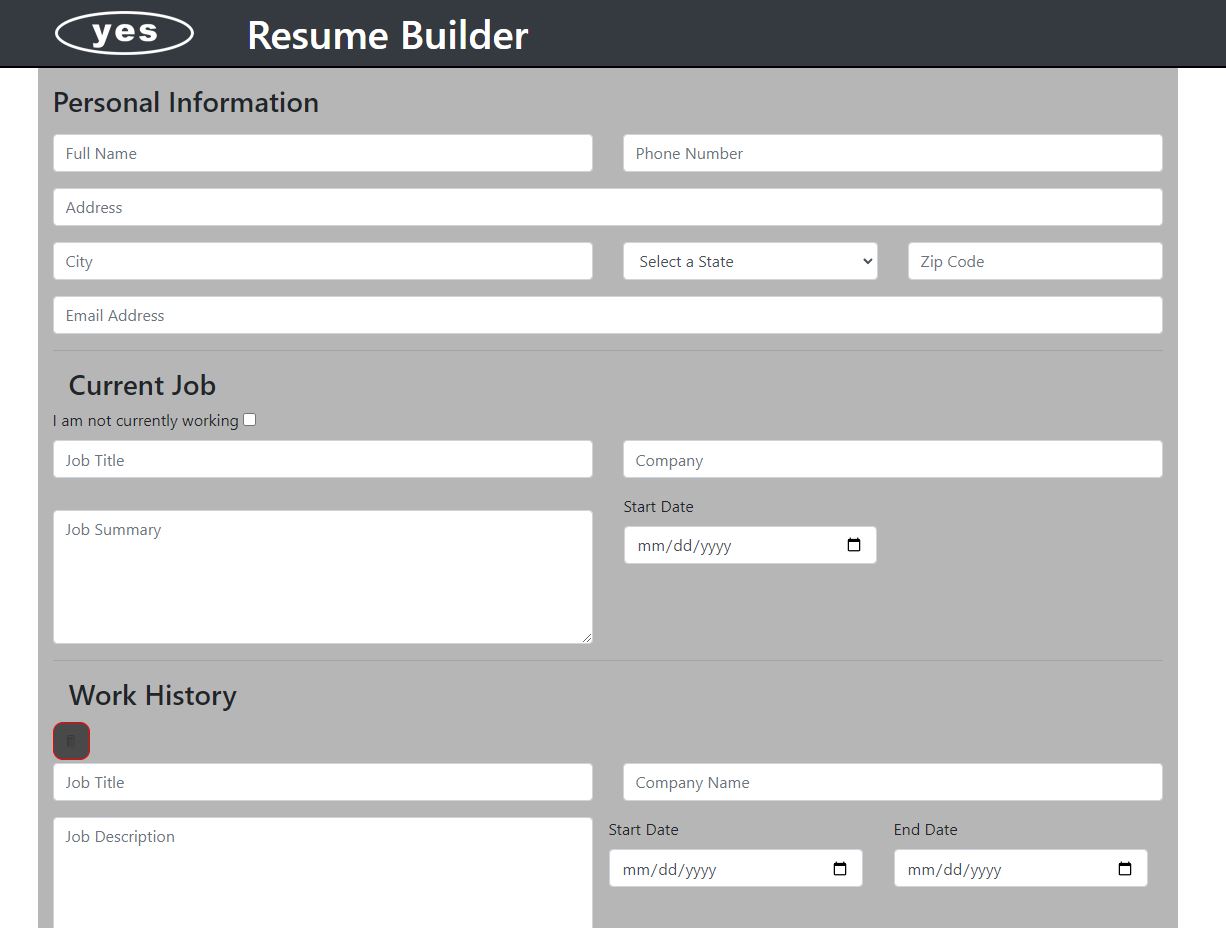 yes Resume Builder
Personal Information
Full Name Phone Number
Address
City Select a State Zip Code
Email Address
Current Job
I am not currently working
Job Title Company
Start Date
Job Summary
mm/dd/yyyy
Work History
Job Title Company Name
Start Date End Date
Job Description
mm/dd/yyyy mm/dd/yyyy